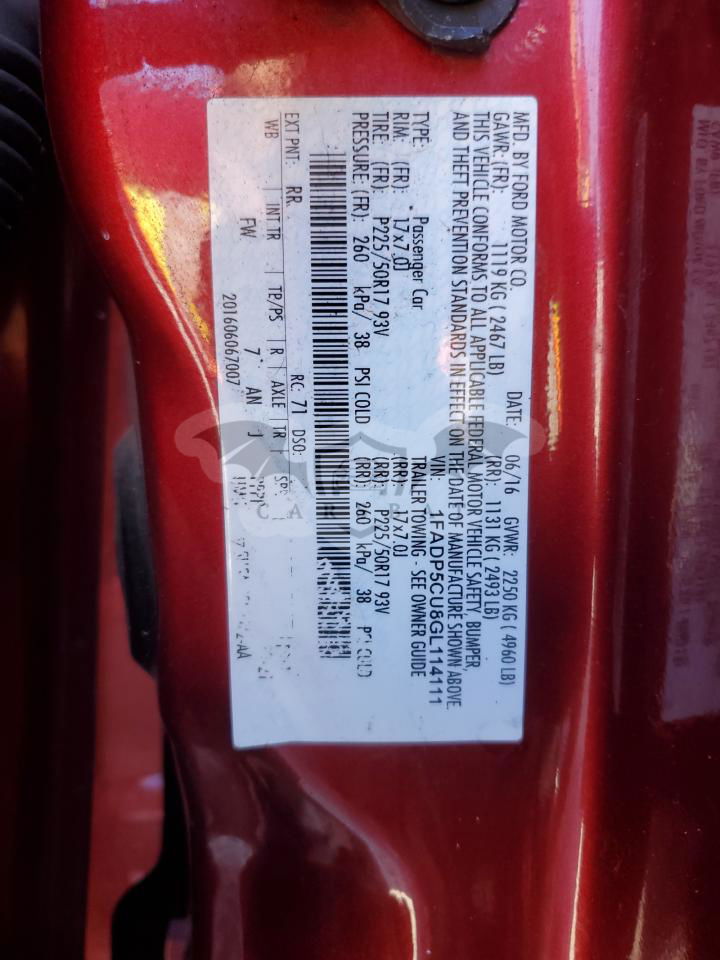 MFD. BY FORD MOTOR CO.
DATE: 06/16 GVWR: 2250 KG ( 4960 LB)
GAWR: (FR): 1119 KG ( 2467 LB) (RR): 1131 KG ( 2493 LB)
THIS VEHICLE CONFORMS TO ALL APPLICABLE FEDERAL MOTOR VEHICLE SAFETY, BUMPER,
AND THEFT PREVENTION STANDARDS IN EFFECT ON THE DATE OF MANUFACTURE SHOWN ABOVE.
VIN: 1FADP5CU8GL114111
TYPE: Passenger Car TRAILER TOWING - SEE OWNER GUIDE
RIM: (FR): 17x7.0J (RR): 17x7.0J
TIRE: (FR): P225/50R17 93V (RR): P225/50R17 93V
PRESSURE: (FR): 260 kPa/ 38 PSI COLD (RR): 260 kPa/ 38
EXT PNT: RR RC: 71 DSO:
WB INT TR TP/PS R AXLE TR
FW 7 AN J
201606067007